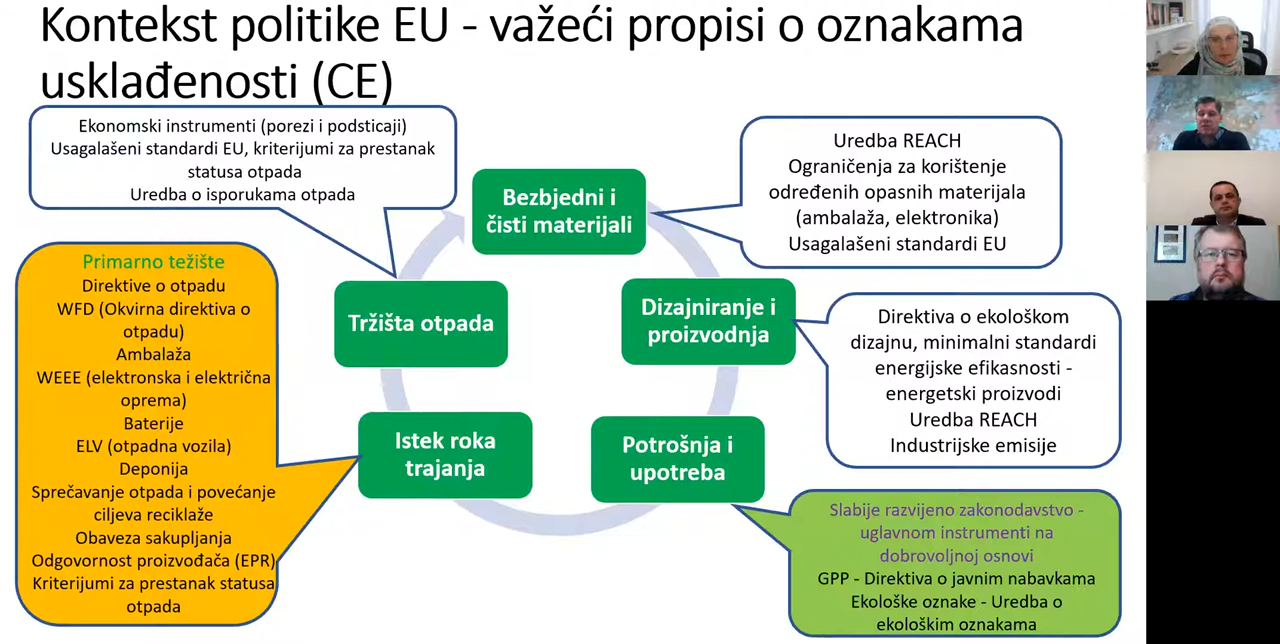 Kontekst politike EU - važeći propisi o oznakama
usklađenosti (CE)
Ekonomski instrumenti (porezi i podsticaji)
Usagalašeni standardi EU, kriterijumi za prestanak
statusa otpada
Uredba o isporukama otpada
Bezbjedni i
čisti materijali
Uredba REACH
Ograničenja za korištenje
određenih opasnih materijala
(ambalaža, elektronika)
Usagalašeni standardi EU
Primarno težište
Direktive o otpadu
WFD (Okvirna direktiva o
otpadu)
Ambalaža
WEEE (elektronska i električna
oprema)
Baterije
ELV (otpadna vozila)
Deponija
Sprečavanje otpada i povećanje
ciljeva reciklaže
Obaveza sakupljanja
Odgovornost proizvođača (EPR)
Kriterijumi za prestanak statusa
otpada
Tržišta otpada
Dizajniranje i
proizvodnja
Direktiva o ekološkom
dizajnu, minimalni standardi
energijske efikasnosti -
energetski proizvodi
Uredba REACH
Industrijske emisije
Istek roka
trajanja
Potrošnja i
upotreba
Slabije razvijeno zakonodavstvo -
uglavnom instrumenti na
dobrovoljnoj osnovi
GPP - Direktiva o javnim nabavkama
Ekološke oznake - Uredba o
ekološkim oznakama